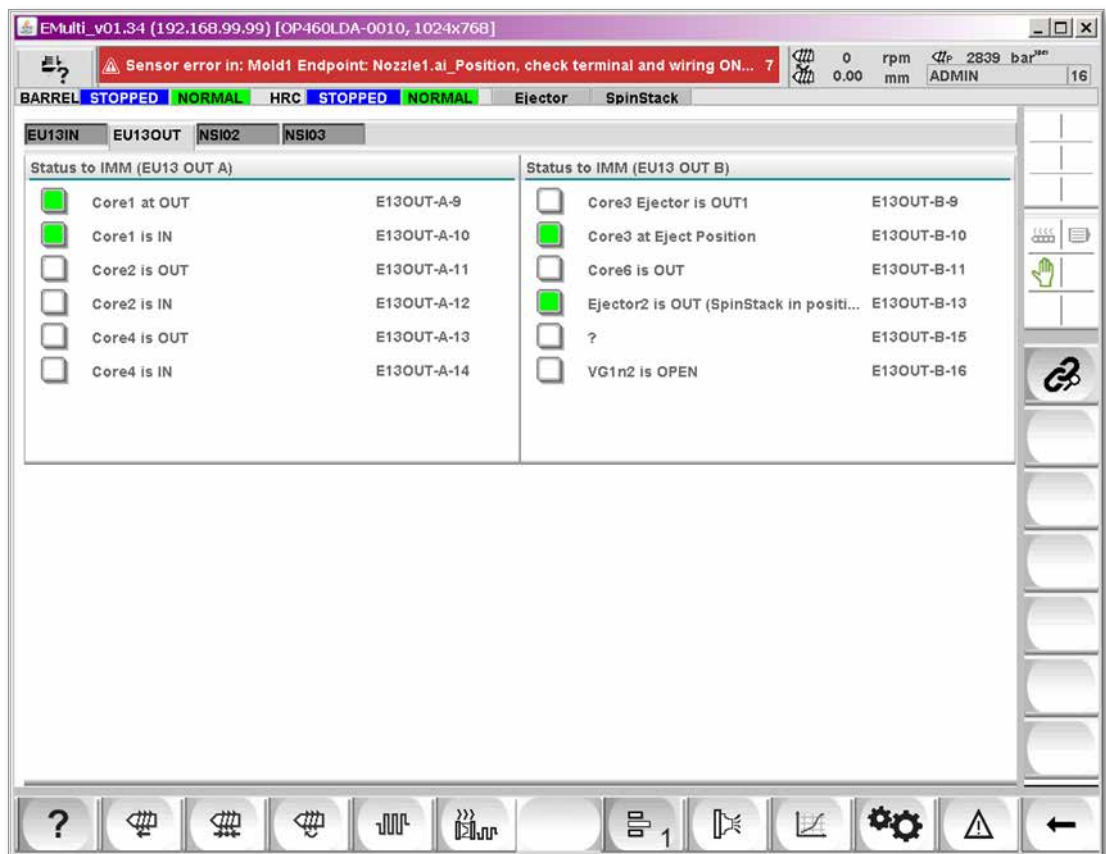 EMulti_v01.34 (192.168.99.99) [OP460LDA-0010, 1024x768]
?
Sensor error in: Mold1 Endpoint: Nozzle1.ai_Position, check terminal and wiring ON... 7
0 rpm
2839 bar
0.00 mm
ADMIN 16
BARREL STOPPED NORMAL HRC STOPPED NORMAL Ejector SpinStack
EU13IN EU13OUT NSI02 NSI03
Status to IMM (EU13 OUT A)
Core1 at OUT E13OUT-A-9
Core1 is IN E13OUT-A-10
Core2 is OUT E13OUT-A-11
Core2 is IN E13OUT-A-12
Core4 is OUT E13OUT-A-13
Core4 is IN E13OUT-A-14
Status to IMM (EU13 OUT B)
Core3 Ejector is OUT1 E13OUT-B-9
Core3 at Eject Position E13OUT-B-10
Core6 is OUT E13OUT-B-11
Ejector2 is OUT (SpinStack in positi... E13OUT-B-13
? E13OUT-B-15
VG1n2 is OPEN E13OUT-B-16
? 1